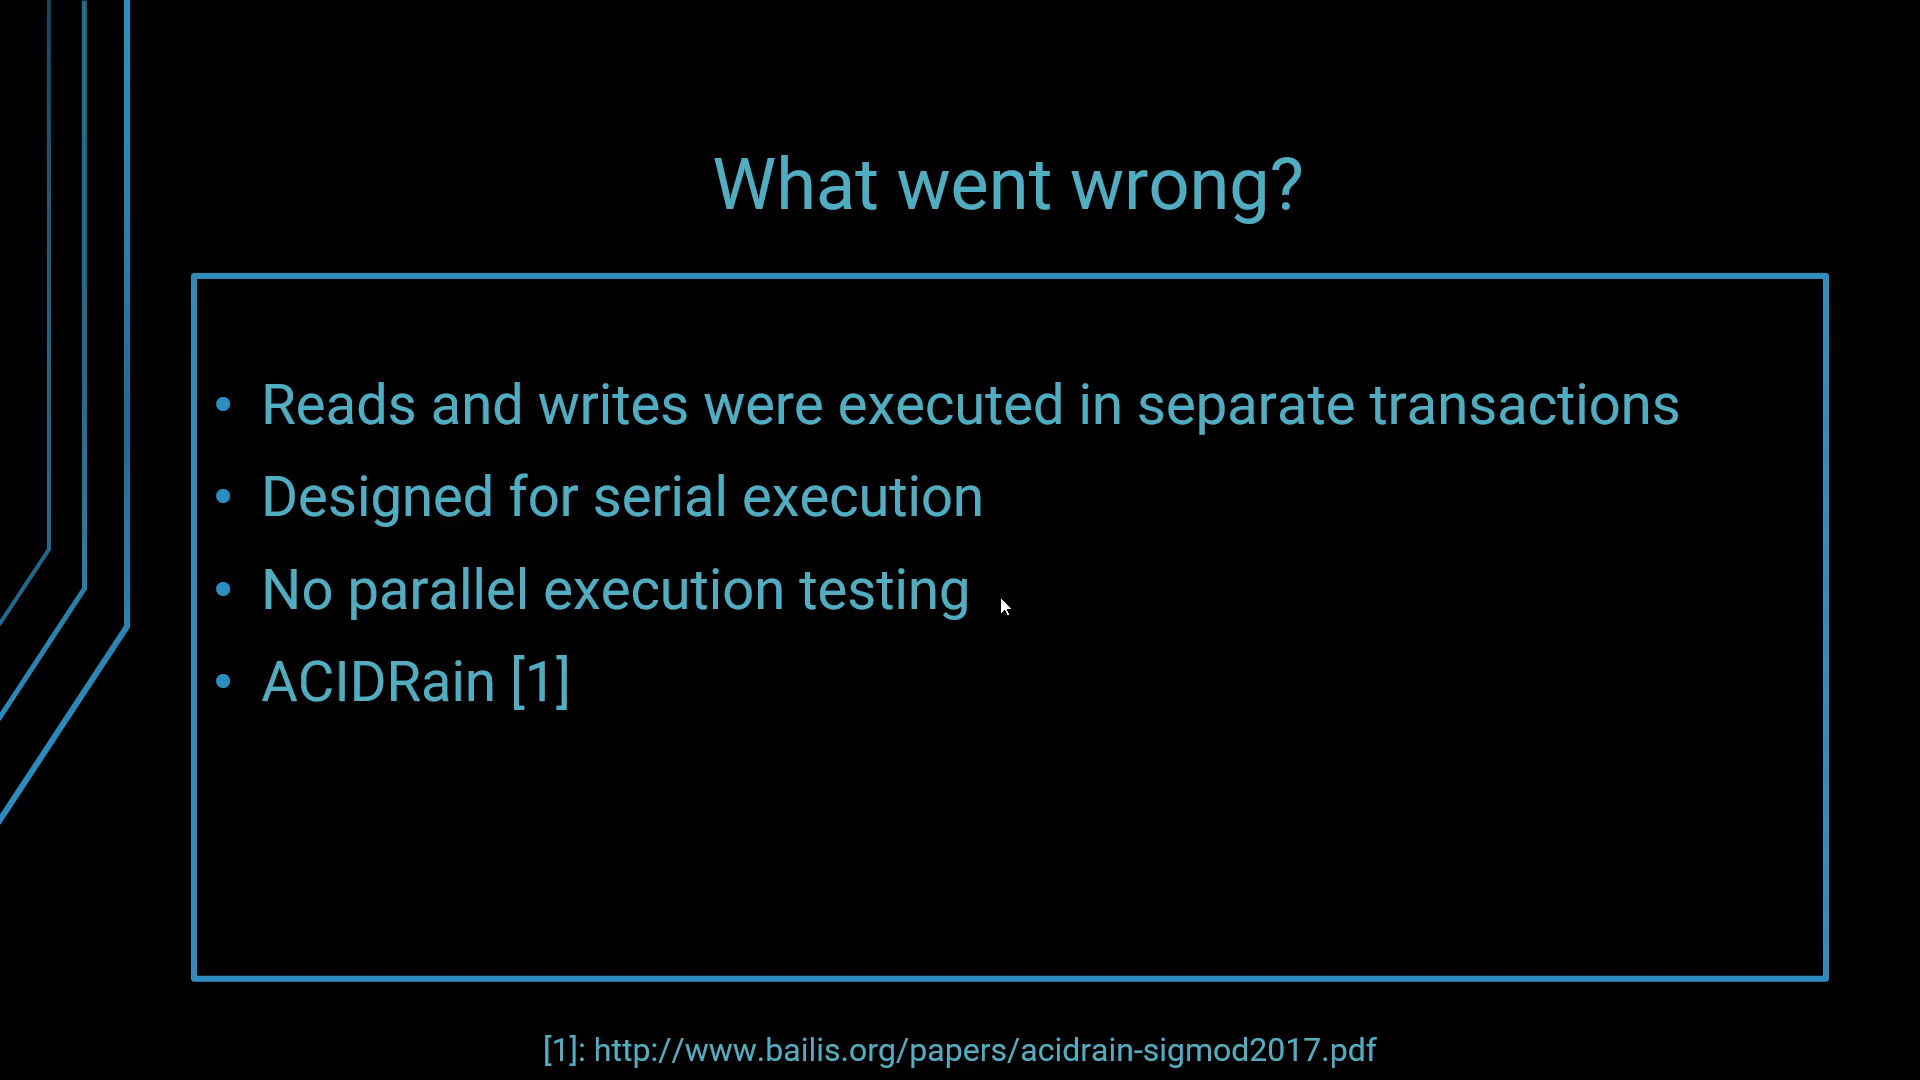 What went wrong?
• Reads and writes were executed in separate transactions
• Designed for serial execution
• No parallel execution testing
• ACIDRain [1]
[1]: http://www.bailis.org/papers/acidrain-sigmod2017.pdf